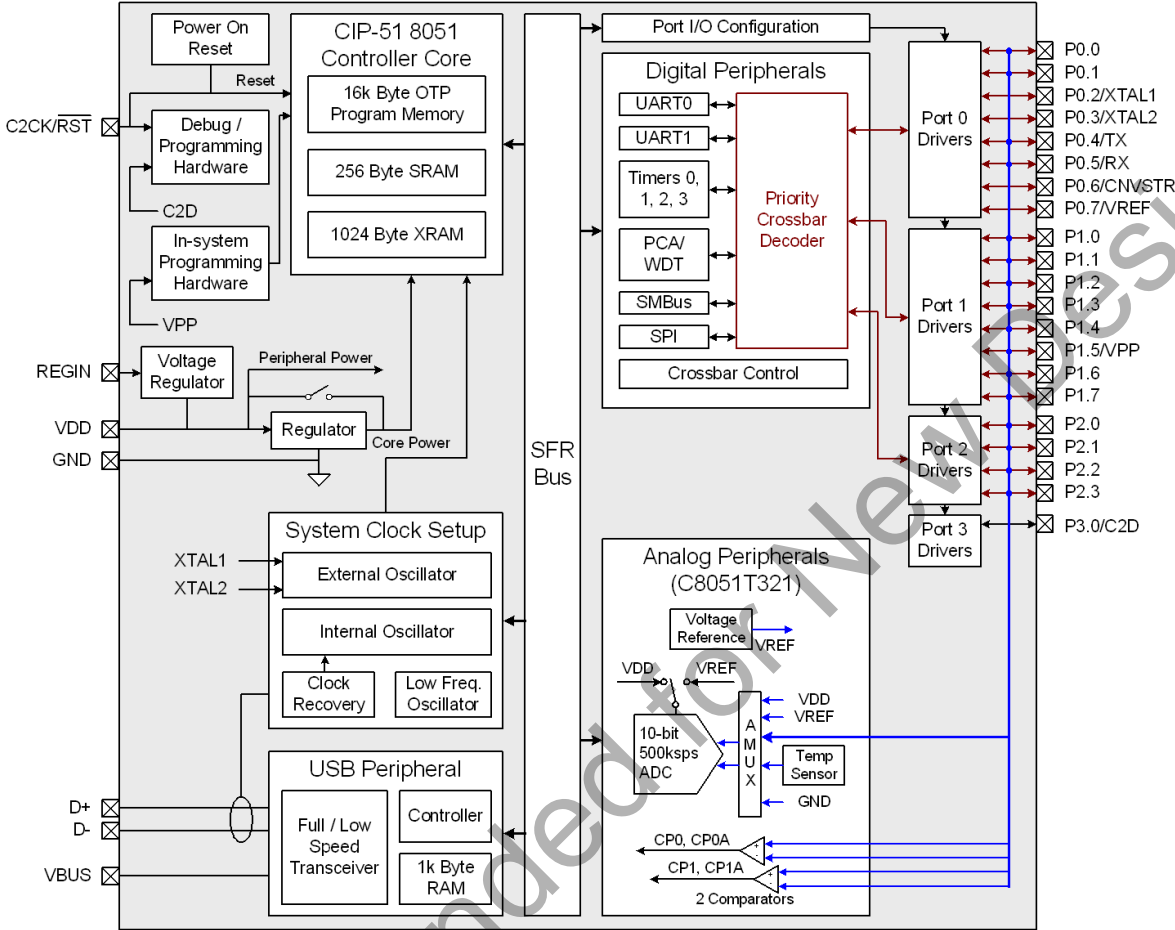 Power On
Reset
Reset
C2CK/RST
Debug /
Programming
Hardware
C2D
In-system
Programming
Hardware
VPP
CIP-51 8051
Controller Core
16k Byte OTP
Program Memory
256 Byte SRAM
1024 Byte XRAM
REGIN
Voltage
Regulator
Peripheral Power
VDD
Regulator
Core Power
GND
System Clock Setup
XTAL1
XTAL2
External Oscillator
Internal Oscillator
Clock
Recovery
Low Freq.
Oscillator
USB Peripheral
D+
D-
VBUS
Full / Low
Speed
Transceiver
Controller
1k Byte
RAM
SFR
Bus
Port I/O Configuration
Digital Peripherals
UART0
UART1
Timers 0,
1, 2, 3
PCA/
WDT
SMBus
SPI
Priority
Crossbar
Decoder
Crossbar Control
Port 0
Drivers
Port 1
Drivers
Port 2
Drivers
Port 3
Drivers
P0.0
P0.1
P0.2/XTAL1
P0.3/XTAL2
P0.4/TX
P0.5/RX
P0.6/CNVSTR
P0.7/VREF
P1.0
P1.1
P1.2
P1.3
P1.4
P1.5/VPP
P1.6
P1.7
P2.0
P2.1
P2.2
P2.3
P3.0/C2D
Analog Peripherals
(C8051T321)
Voltage
Reference
VREF
VDD
VREF
10-bit
500ksps
ADC
A
M
U
X
VDD
VREF
Temp
Sensor
GND
CP0, CP0A
+
-
CP1, CP1A
+
-
2 Comparators
nded for New Desi